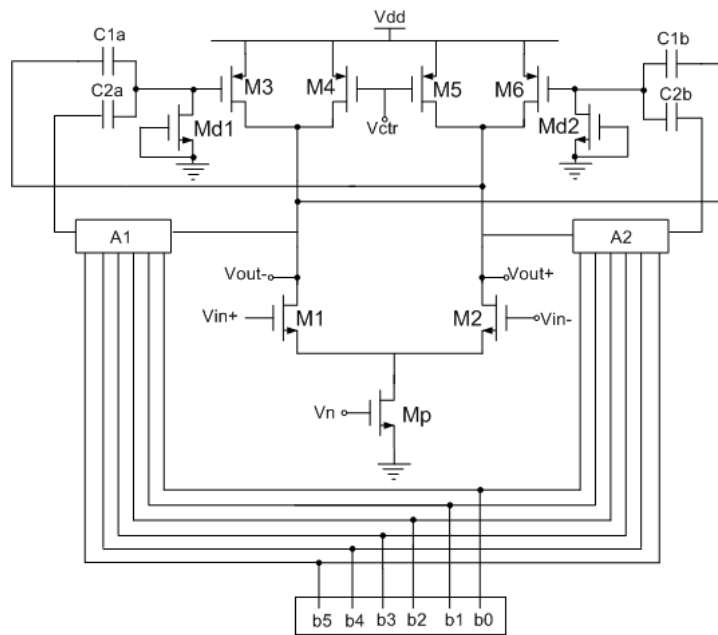 Vdd
C1a
C1b
M3
M4
M5
M6
C2a
C2b
Md1
Vctr
Md2
A1
A2
Vout-
Vout+
Vin+
M1
M2
Vin-
Vn
Mp
b5 b4 b3 b2 b1 b0